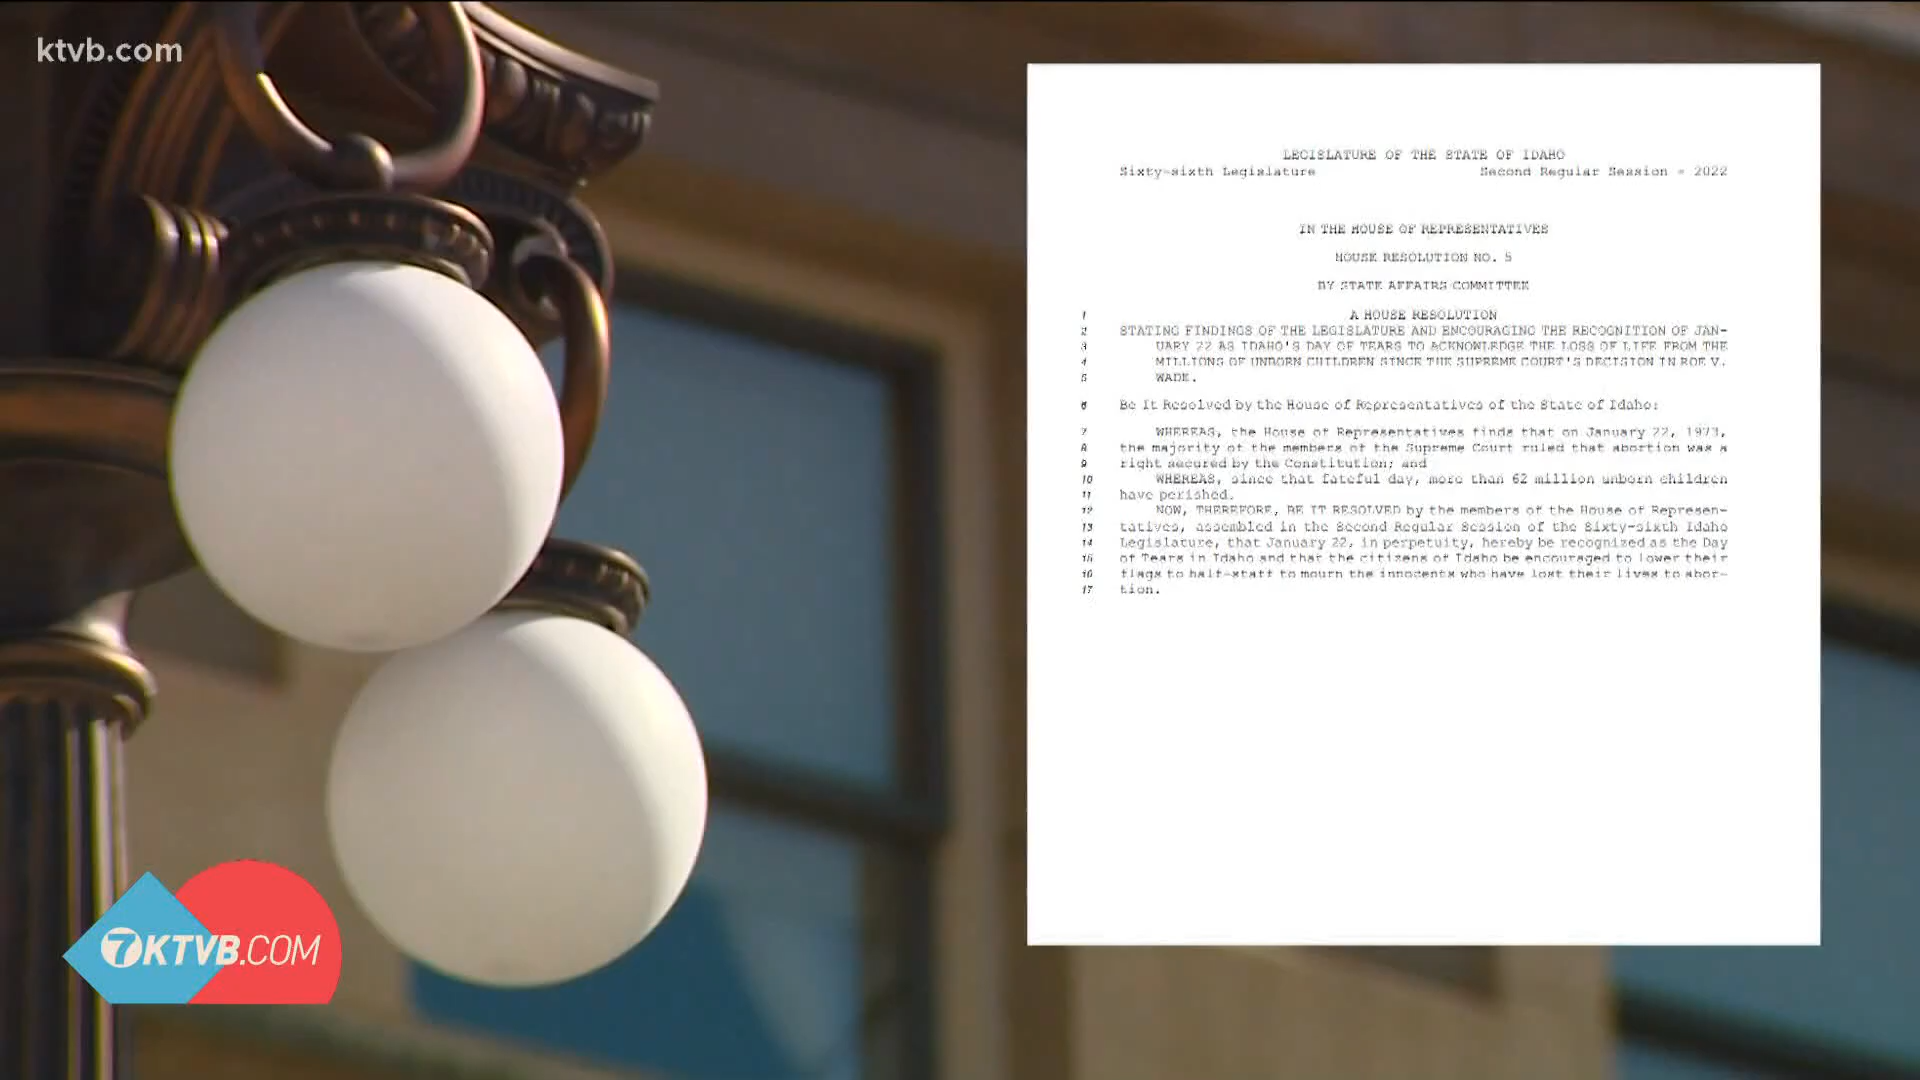 ktvb.com
LEGISLATURE OF THE STATE OF IDAHO
Sixty-sixth Legislature Second Regular Session - 2022
IN THE HOUSE OF REPRESENTATIVES
HOUSE RESOLUTION NO. 5
BY STATE AFFAIRS COMMITTEE
1 A HOUSE RESOLUTION
2 STATING FINDINGS OF THE LEGISLATURE AND ENCOURAGING THE RECOGNITION OF JAN-
3 UARY 22 AS IDAHO'S DAY OF TEARS TO ACKNOWLEDGE THE LOSS OF LIFE FROM THE
4 MILLIONS OF UNBORN CHILDREN SINCE THE SUPREME COURT'S DECISION IN ROE V.
5 WADE.
6 Be It Resolved by the House of Representatives of the State of Idaho:
7 WHEREAS, the House of Representatives finds that on January 22, 1973,
8 the majority of the members of the Supreme Court ruled that abortion was a
9 right secured by the Constitution; and
10 WHEREAS, since that fateful day, more than 62 million unborn children
11 have perished.
12 NOW, THEREFORE, BE IT RESOLVED by the members of the House of Represen-
13 tatives, assembled in the Second Regular Session of the Sixty-sixth Idaho
14 Legislature, that January 22, in perpetuity, hereby be recognized as the Day
15 of Tears in Idaho and that the citizens of Idaho be encouraged to lower their
16 flags to half-staff to mourn the innocents who have lost their lives to abor-
17 tion.
7KTVB.COM